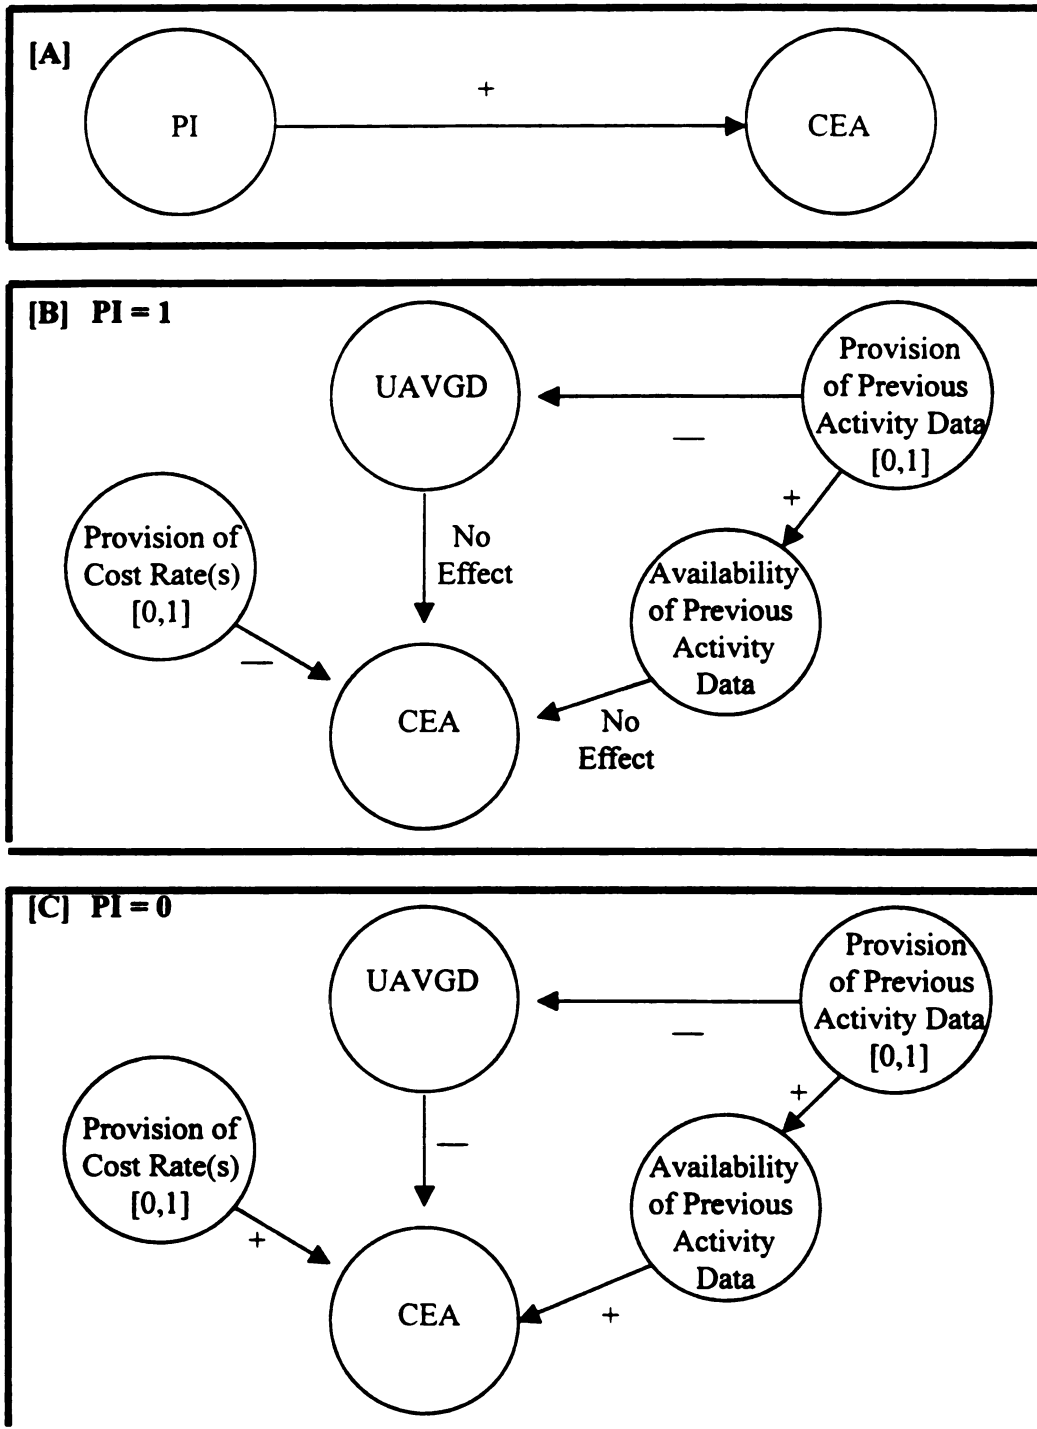 [A]
+
PI
CEA
[B] PI = 1
UAVGD
Provision
of Previous
Activity Data
[0,1]
—
+
Provision of
Cost Rate(s)
[0,1]
No
Effect
Availability
of Previous
Activity
Data
—
CEA
No
Effect
[C] PI = 0
UAVGD
Provision
of Previous
Activity Data
[0,1]
—
+
Provision of
Cost Rate(s)
[0,1]
—
Availability
of Previous
Activity
Data
+
CEA
+